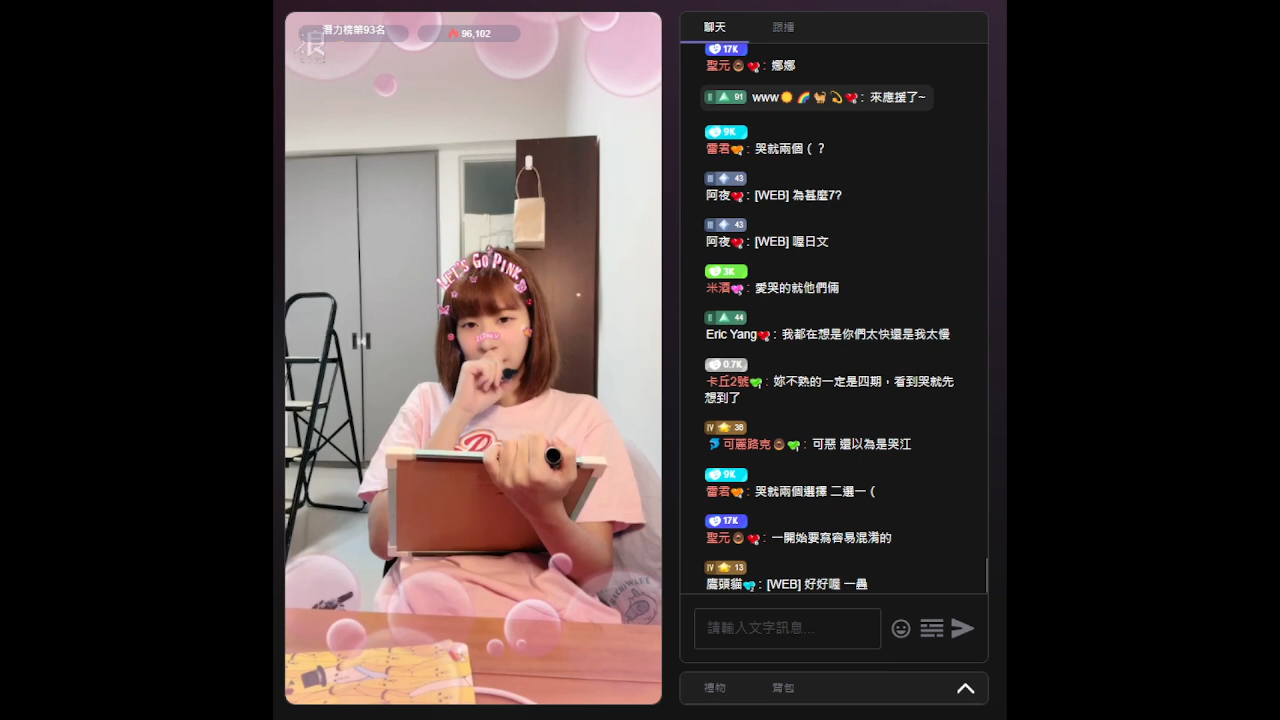 潛力榜第93名
96,102
浪
LET'S GO PINK
聊天
跟播
17K
聖元: 娜娜
II 91 www: 來應援了~
9K
雷君: 哭就兩個 ( ?
III 43
阿夜: [WEB] 為甚麼7?
III 43
阿夜: [WEB] 喔日文
3K
米酒: 愛哭的就他們倆
II 44
Eric Yang: 我都在想是你們太快還是我太慢
0.7K
卡丘2號: 妳不熟的一定是四期，看到哭就先
想到了
IV 38
可麗路克: 可惡 還以為是哭江
9K
雷君: 哭就兩個選擇 二選一 (
17K
聖元: 一開始要寫容易混淆的
IV 13
鷹頭貓: [WEB] 好好喔 一轟
請輸入文字訊息...
禮物
背包